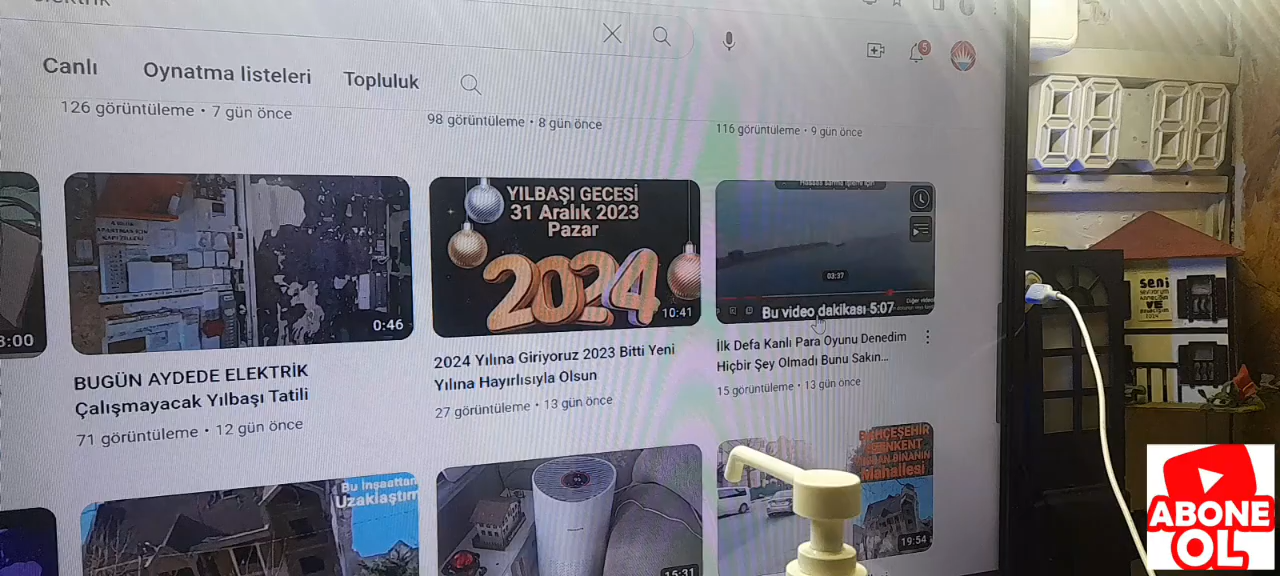 Canlı
Oynatma listeleri
Topluluk
5
126 görüntüleme • 7 gün önce
98 görüntüleme • 8 gün önce
116 görüntüleme • 9 gün önce
3:00
0:46
YILBAŞI GECESİ
31 Aralık 2023
Pazar
2024
10:41
03:37
Bu video dakikası 5:07
BUGÜN AYDEDE ELEKTRİK
Çalışmayacak Yılbaşı Tatili
71 görüntüleme • 12 gün önce
2024 Yılına Giriyoruz 2023 Bitti Yeni
Yılına Hayırlısıyla Olsun
27 görüntüleme • 13 gün önce
İlk Defa Kanlı Para Oyunu Denedim
Hiçbir Şey Olmadı Bunu Sakın...
15 görüntüleme • 13 gün önce
Bu İnşaattan
Uzaklaştım
15:31
Mahallesi
19:54
seni
VE
ABONE
OL